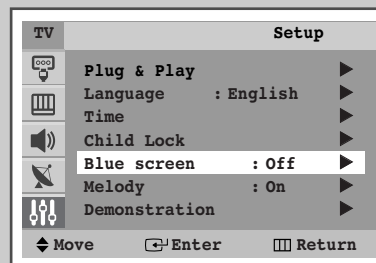 TV Setup
Plug & Play
Language : English
Time
Child Lock
Blue screen : Off
Melody : On
Demonstration
Move Enter Return